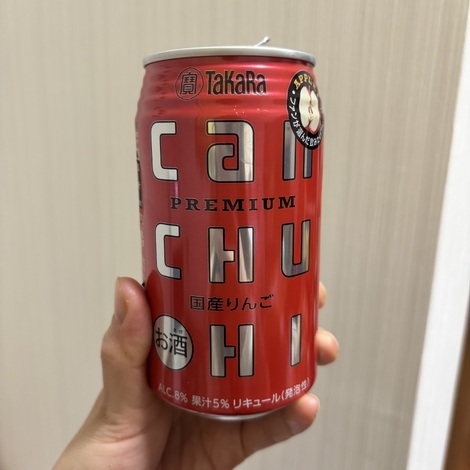 寶 TaKaRa
can
PREMIUM
CHU
国産りんご
HI
お酒
ALC.8% 果汁5% リキュール(発泡性)